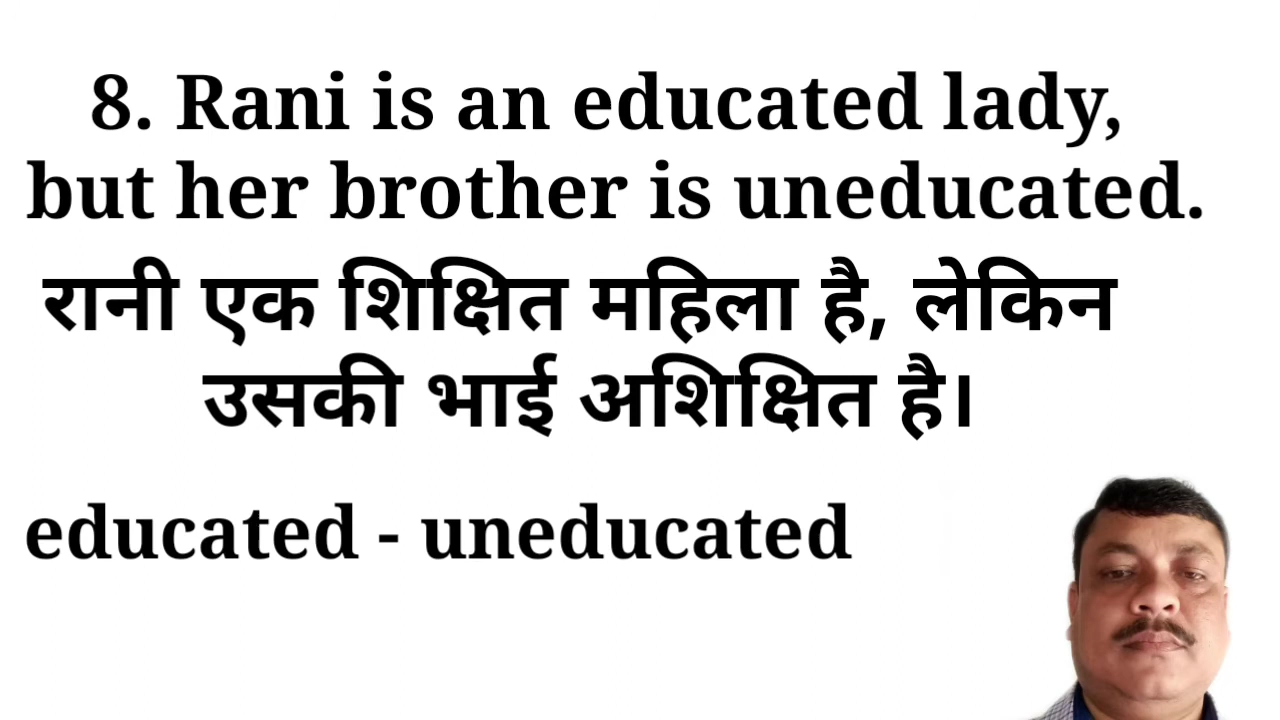 8. Rani is an educated lady,
but her brother is uneducated.
रानी एक शिक्षित महिला है, लेकिन
उसकी भाई अशिक्षित है।
educated - uneducated